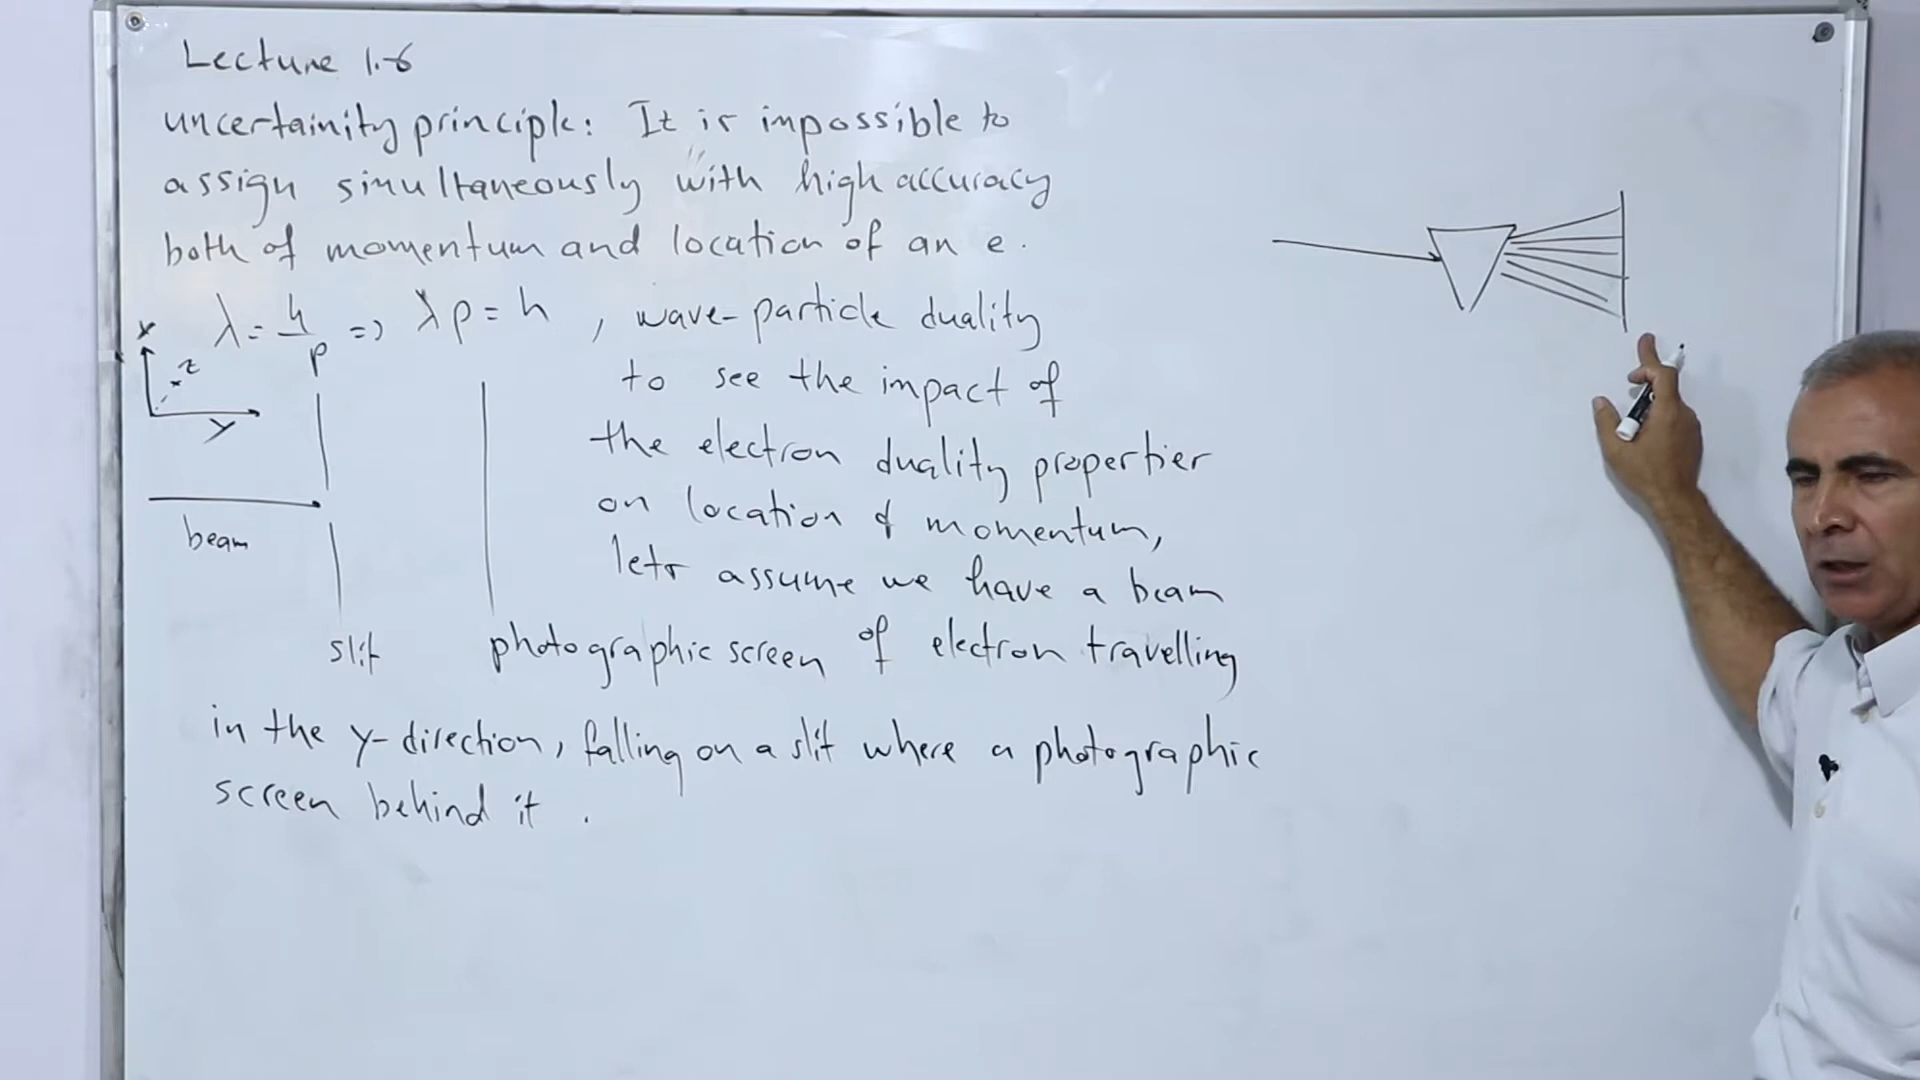 Lecture 1.6
uncertainity principle: It is impossible to
assign simultaneously with high accuracy
both of momentum and location of an e.
λ = h/p => λp = h , wave-particle duality
to see the impact of
the electron duality properties
on location & momentum,
lets assume we have a beam
of electron travelling
in the y-direction, falling on a slit where a photographic
screen behind it .
x
z
y
beam
slit
photographic screen